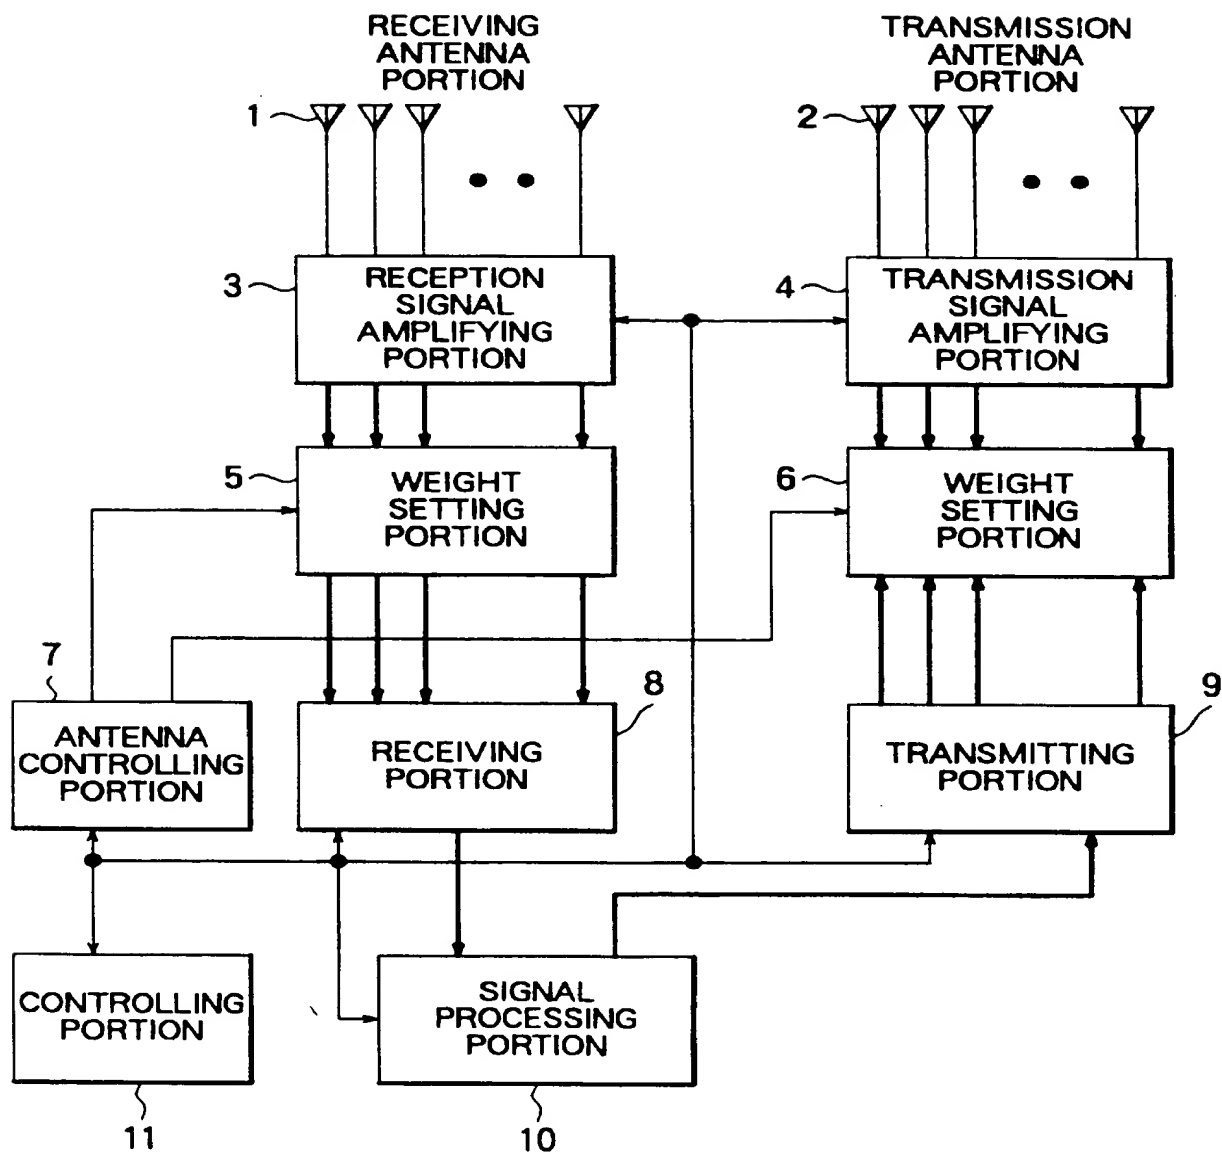 RECEIVING
ANTENNA
PORTION
TRANSMISSION
ANTENNA
PORTION
1
2
3
RECEPTION
SIGNAL
AMPLIFYING
PORTION
4
TRANSMISSION
SIGNAL
AMPLIFYING
PORTION
5
WEIGHT
SETTING
PORTION
6
WEIGHT
SETTING
PORTION
7
ANTENNA
CONTROLLING
PORTION
8
RECEIVING
PORTION
9
TRANSMITTING
PORTION
CONTROLLING
PORTION
11
SIGNAL
PROCESSING
PORTION
10